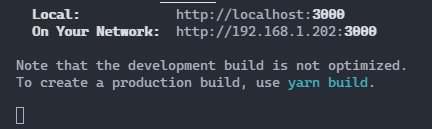 Local: http://localhost:3000
On Your Network: http://192.168.1.202:3000
Note that the development build is not optimized.
To create a production build, use yarn build.